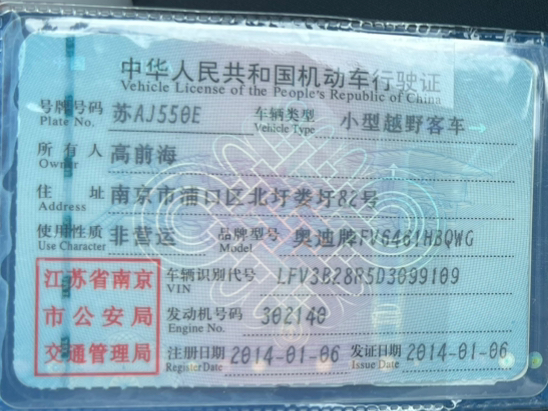 中华人民共和国机动车行驶证
Vehicle License of the People's Republic of China
号牌号码 苏AJ550E 车辆类型 小型越野客车
Plate No. Vehicle Type
所有人 高前海
Owner
住址 南京市浦口区北圩娄圩82号
Address
使用性质 非营运 品牌型号 奥迪牌FV6461HBQWG
Use Character Model
江苏省南京 车辆识别代号 LFV3B28R5D3099109
VIN
市公安局 发动机号码 302140
Engine No.
交通管理局 注册日期 2014-01-06 发证日期 2014-01-06
Register Date Issue Date